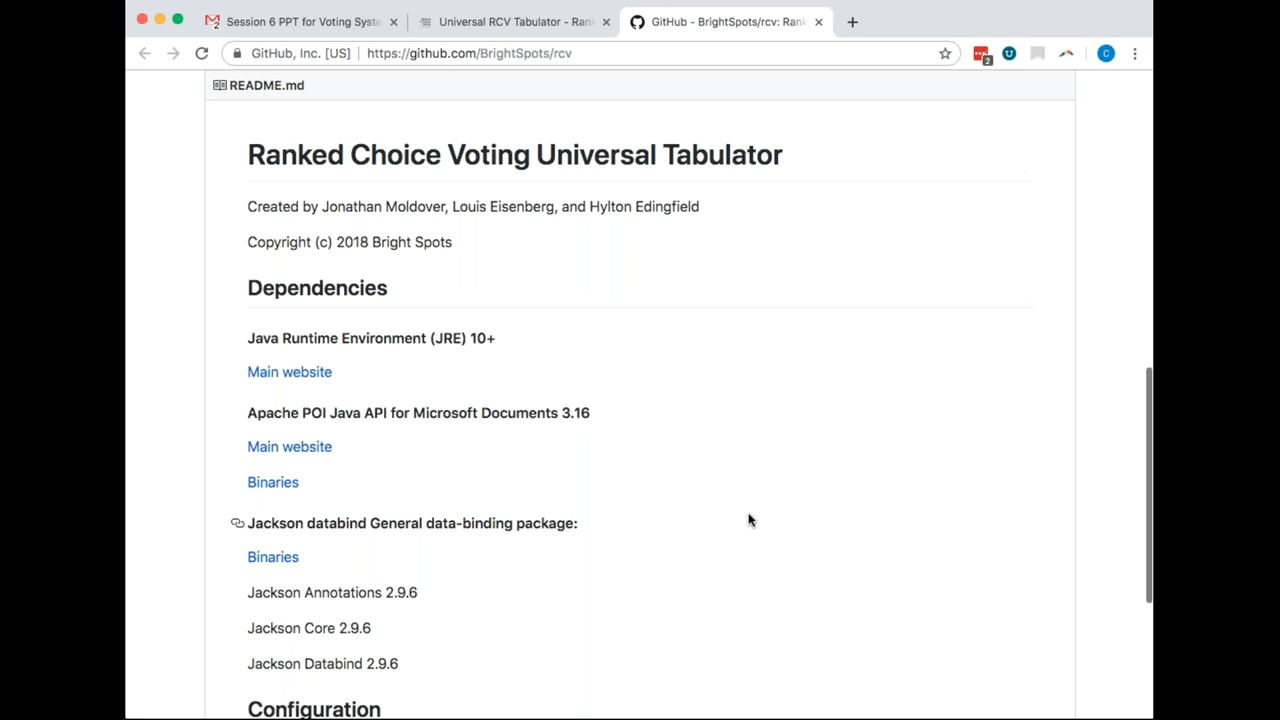 Session 6 PPT for Voting Syste
Universal RCV Tabulator - Rank
GitHub - BrightSpots/rcv: Rank
GitHub, Inc. [US]
https://github.com/BrightSpots/rcv
2
C
README.md
Ranked Choice Voting Universal Tabulator
Created by Jonathan Moldover, Louis Eisenberg, and Hylton Edingfield
Copyright (c) 2018 Bright Spots
Dependencies
Java Runtime Environment (JRE) 10+
Main website
Apache POI Java API for Microsoft Documents 3.16
Main website
Binaries
Jackson databind General data-binding package:
Binaries
Jackson Annotations 2.9.6
Jackson Core 2.9.6
Jackson Databind 2.9.6
Configuration